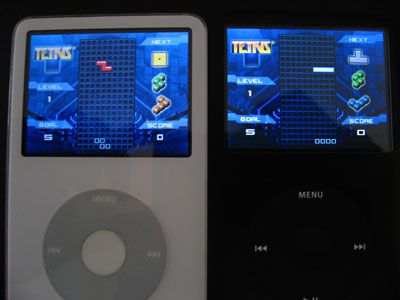 TETRIS
NEXT
LEVEL
1
GOAL
SCORE
5
0
MENU
TETRIS
NEXT
LEVEL
1
GOAL
SCORE
5
0
MENU